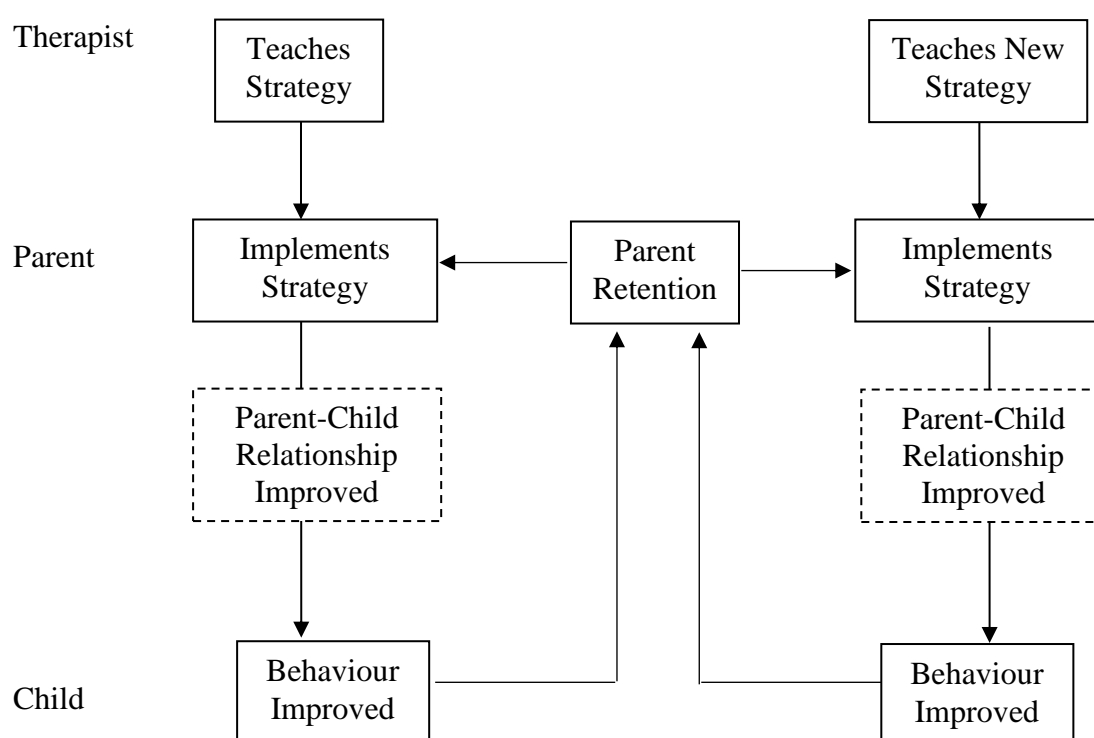 Therapist
Teaches
Strategy
Teaches New
Strategy
Parent
Implements
Strategy
Parent
Retention
Implements
Strategy
Parent-Child
Relationship
Improved
Parent-Child
Relationship
Improved
Child
Behaviour
Improved
Behaviour
Improved